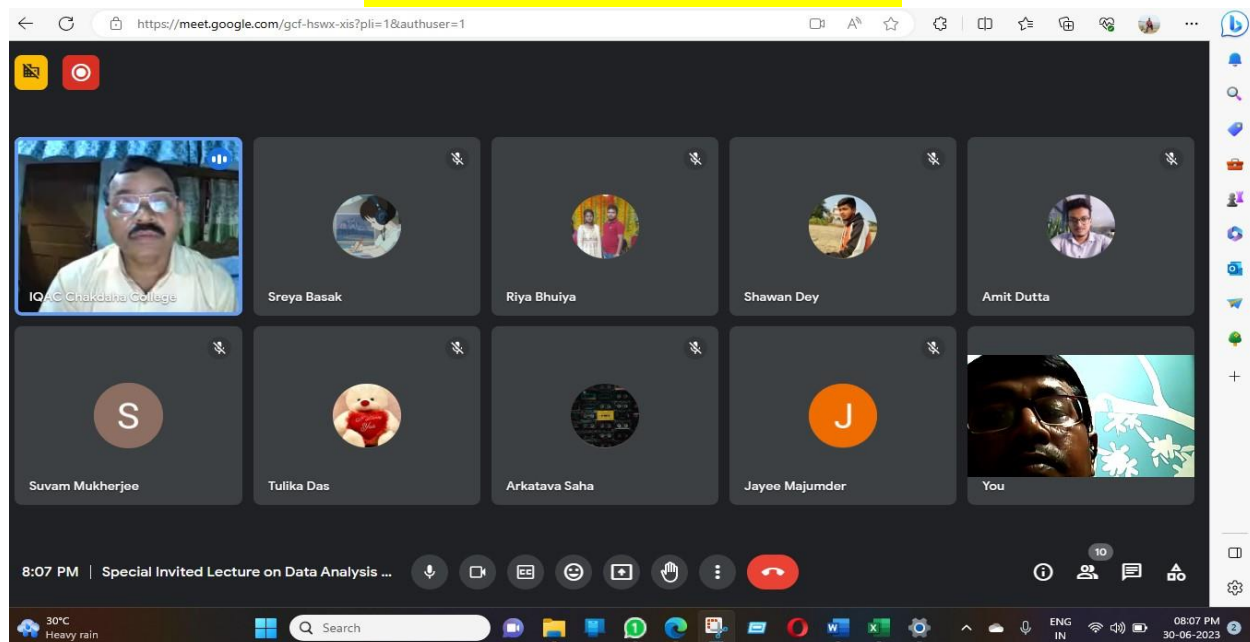 https://meet.google.com/gcf-hswx-xis?pli=1&authuser=1
IQAC Chakdaha College
Sreya Basak
Riya Bhuiya
Shawan Dey
Amit Dutta
S
J
Suvam Mukherjee
Tulika Das
Arkatava Saha
Jayee Majumder
You
8:07 PM | Special Invited Lecture on Data Analysis ...
10
30°C
Heavy rain
Search
ENG
IN
08:07 PM
30-06-2023
2